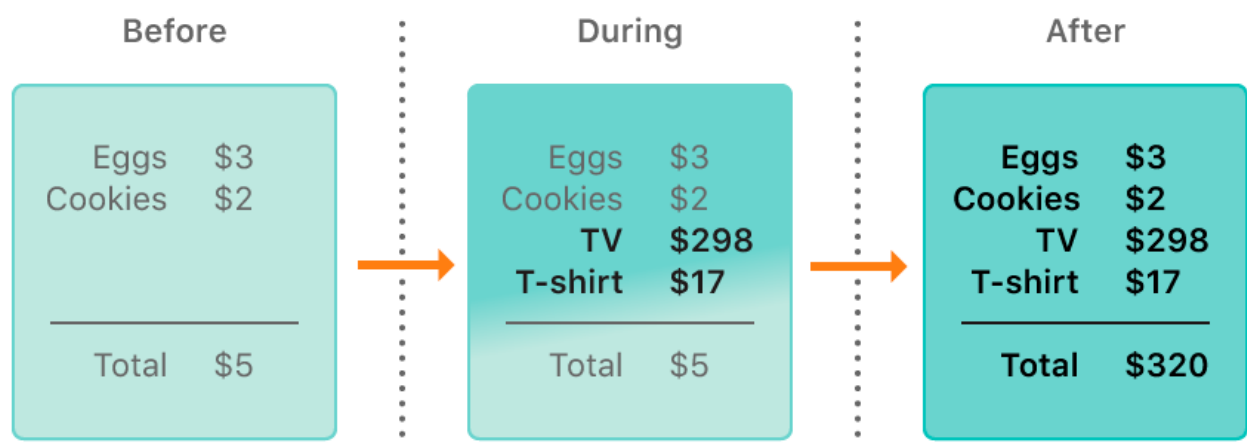 Before
Eggs $3
Cookies $2
Total $5
During
Eggs $3
Cookies $2
TV $298
T-shirt $17
Total $5
After
Eggs $3
Cookies $2
TV $298
T-shirt $17
Total $320